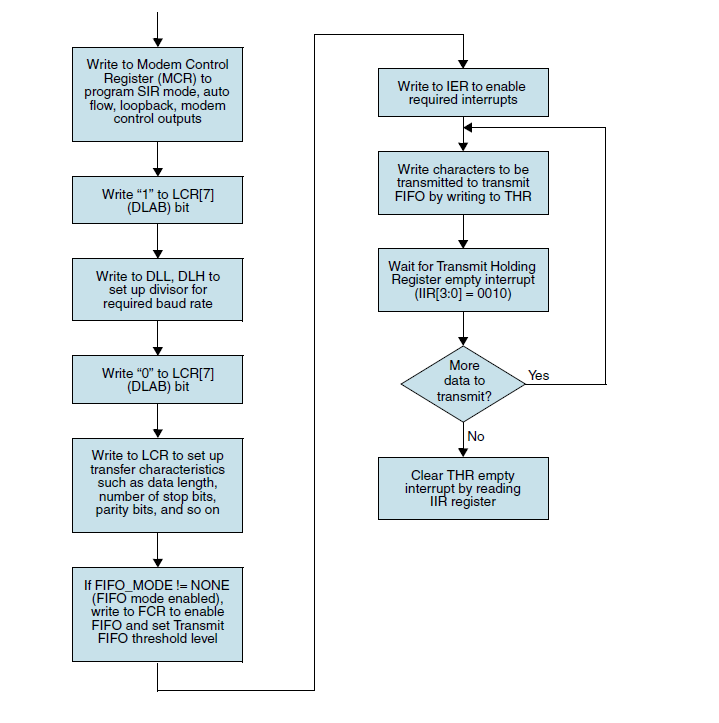 Write to Modem Control
Register (MCR) to
program SIR mode, auto
flow, loopback, modem
control outputs
Write “1” to LCR[7]
(DLAB) bit
Write to DLL, DLH to
set up divisor for
required baud rate
Write “0” to LCR[7]
(DLAB) bit
Write to LCR to set up
transfer characteristics
such as data length,
number of stop bits,
parity bits, and so on
If FIFO_MODE != NONE
(FIFO mode enabled),
write to FCR to enable
FIFO and set Transmit
FIFO threshold level
Write to IER to enable
required interrupts
Write characters to be
transmitted to transmit
FIFO by writing to THR
Wait for Transmit Holding
Register empty interrupt
(IIR[3:0] = 0010)
More
data to
transmit?
Yes
No
Clear THR empty
interrupt by reading
IIR register